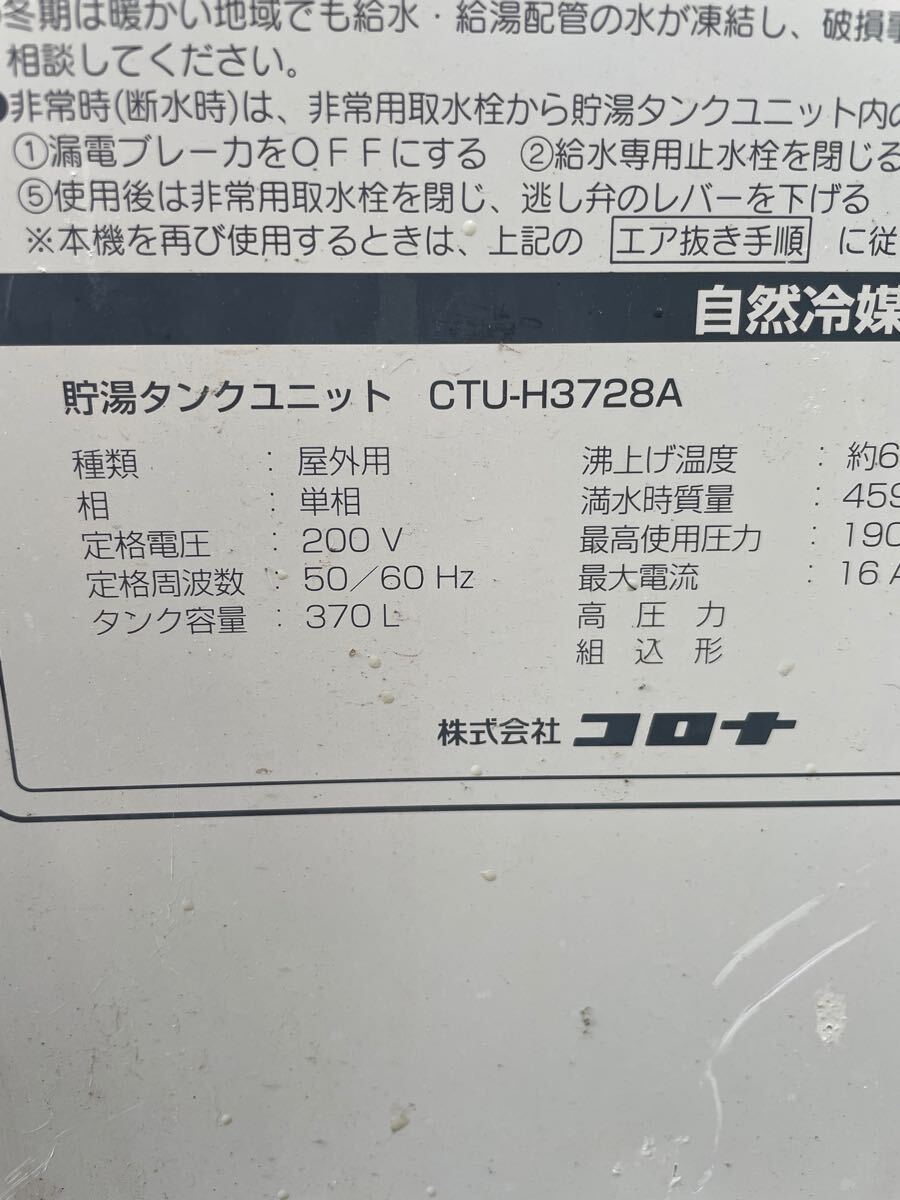 冬期は暖かい地域でも給水・給湯配管の水が凍結し、破損事
相談してください。
●非常時(断水時)は、非常用取水栓から貯湯タンクユニット内の
①漏電ブレーカをOFFにする ②給水専用止水栓を閉じる
⑤使用後は非常用取水栓を閉じ、逃し弁のレバーを下げる
※本機を再び使用するときは、上記の エア抜き手順 に従
自然冷媒
貯湯タンクユニット CTU-H3728A
種類 : 屋外用
相 : 単相
定格電圧 : 200 V
定格周波数 : 50/60 Hz
タンク容量 : 370 L
沸上げ温度 : 約6
満水時質量 : 459
最高使用圧力 : 190
最大電流 : 16 A
高圧力
組込形
株式会社 コロナ